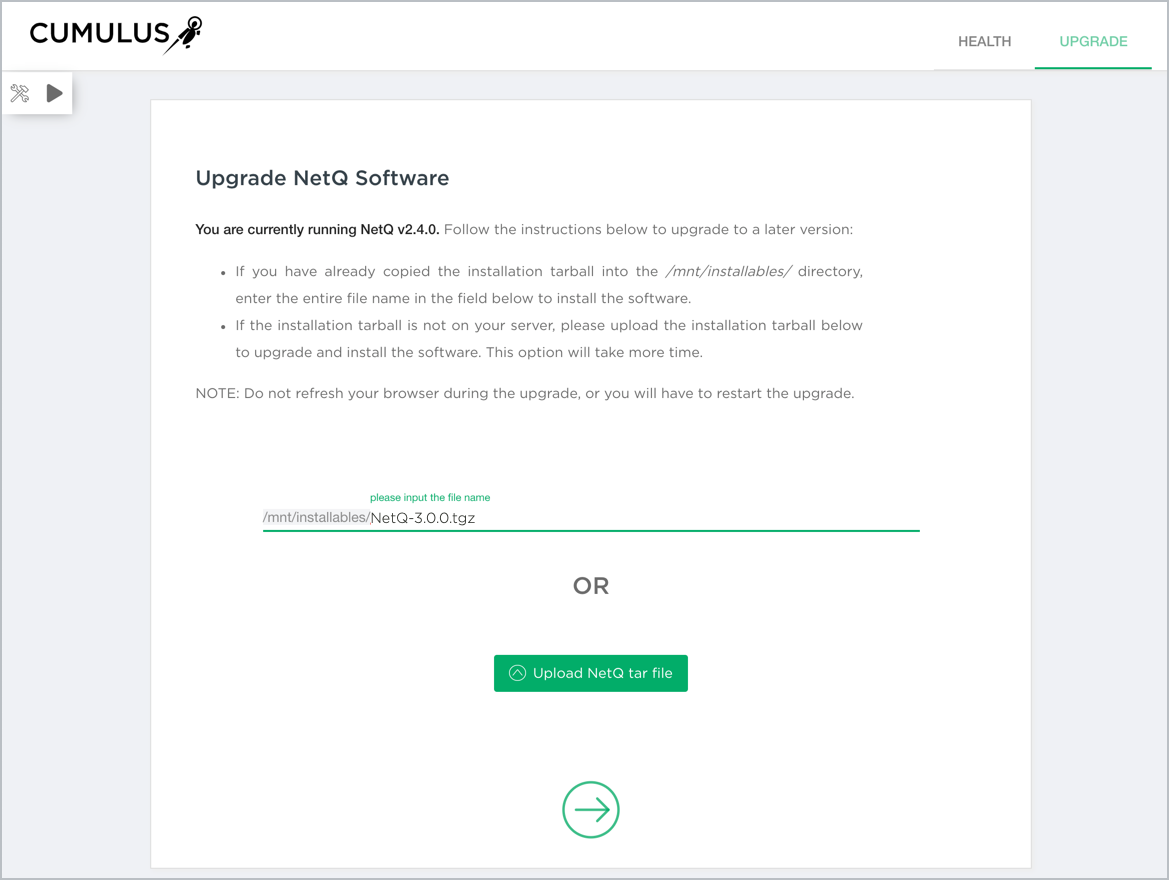 CUMULUS
HEALTH
UPGRADE
Upgrade NetQ Software
You are currently running NetQ v2.4.0. Follow the instructions below to upgrade to a later version:
• If you have already copied the installation tarball into the /mnt/installables/ directory,
enter the entire file name in the field below to install the software.
• If the installation tarball is not on your server, please upload the installation tarball below
to upgrade and install the software. This option will take more time.
NOTE: Do not refresh your browser during the upgrade, or you will have to restart the upgrade.
please input the file name
/mnt/installables/NetQ-3.0.0.tgz
OR
Upload NetQ tar file